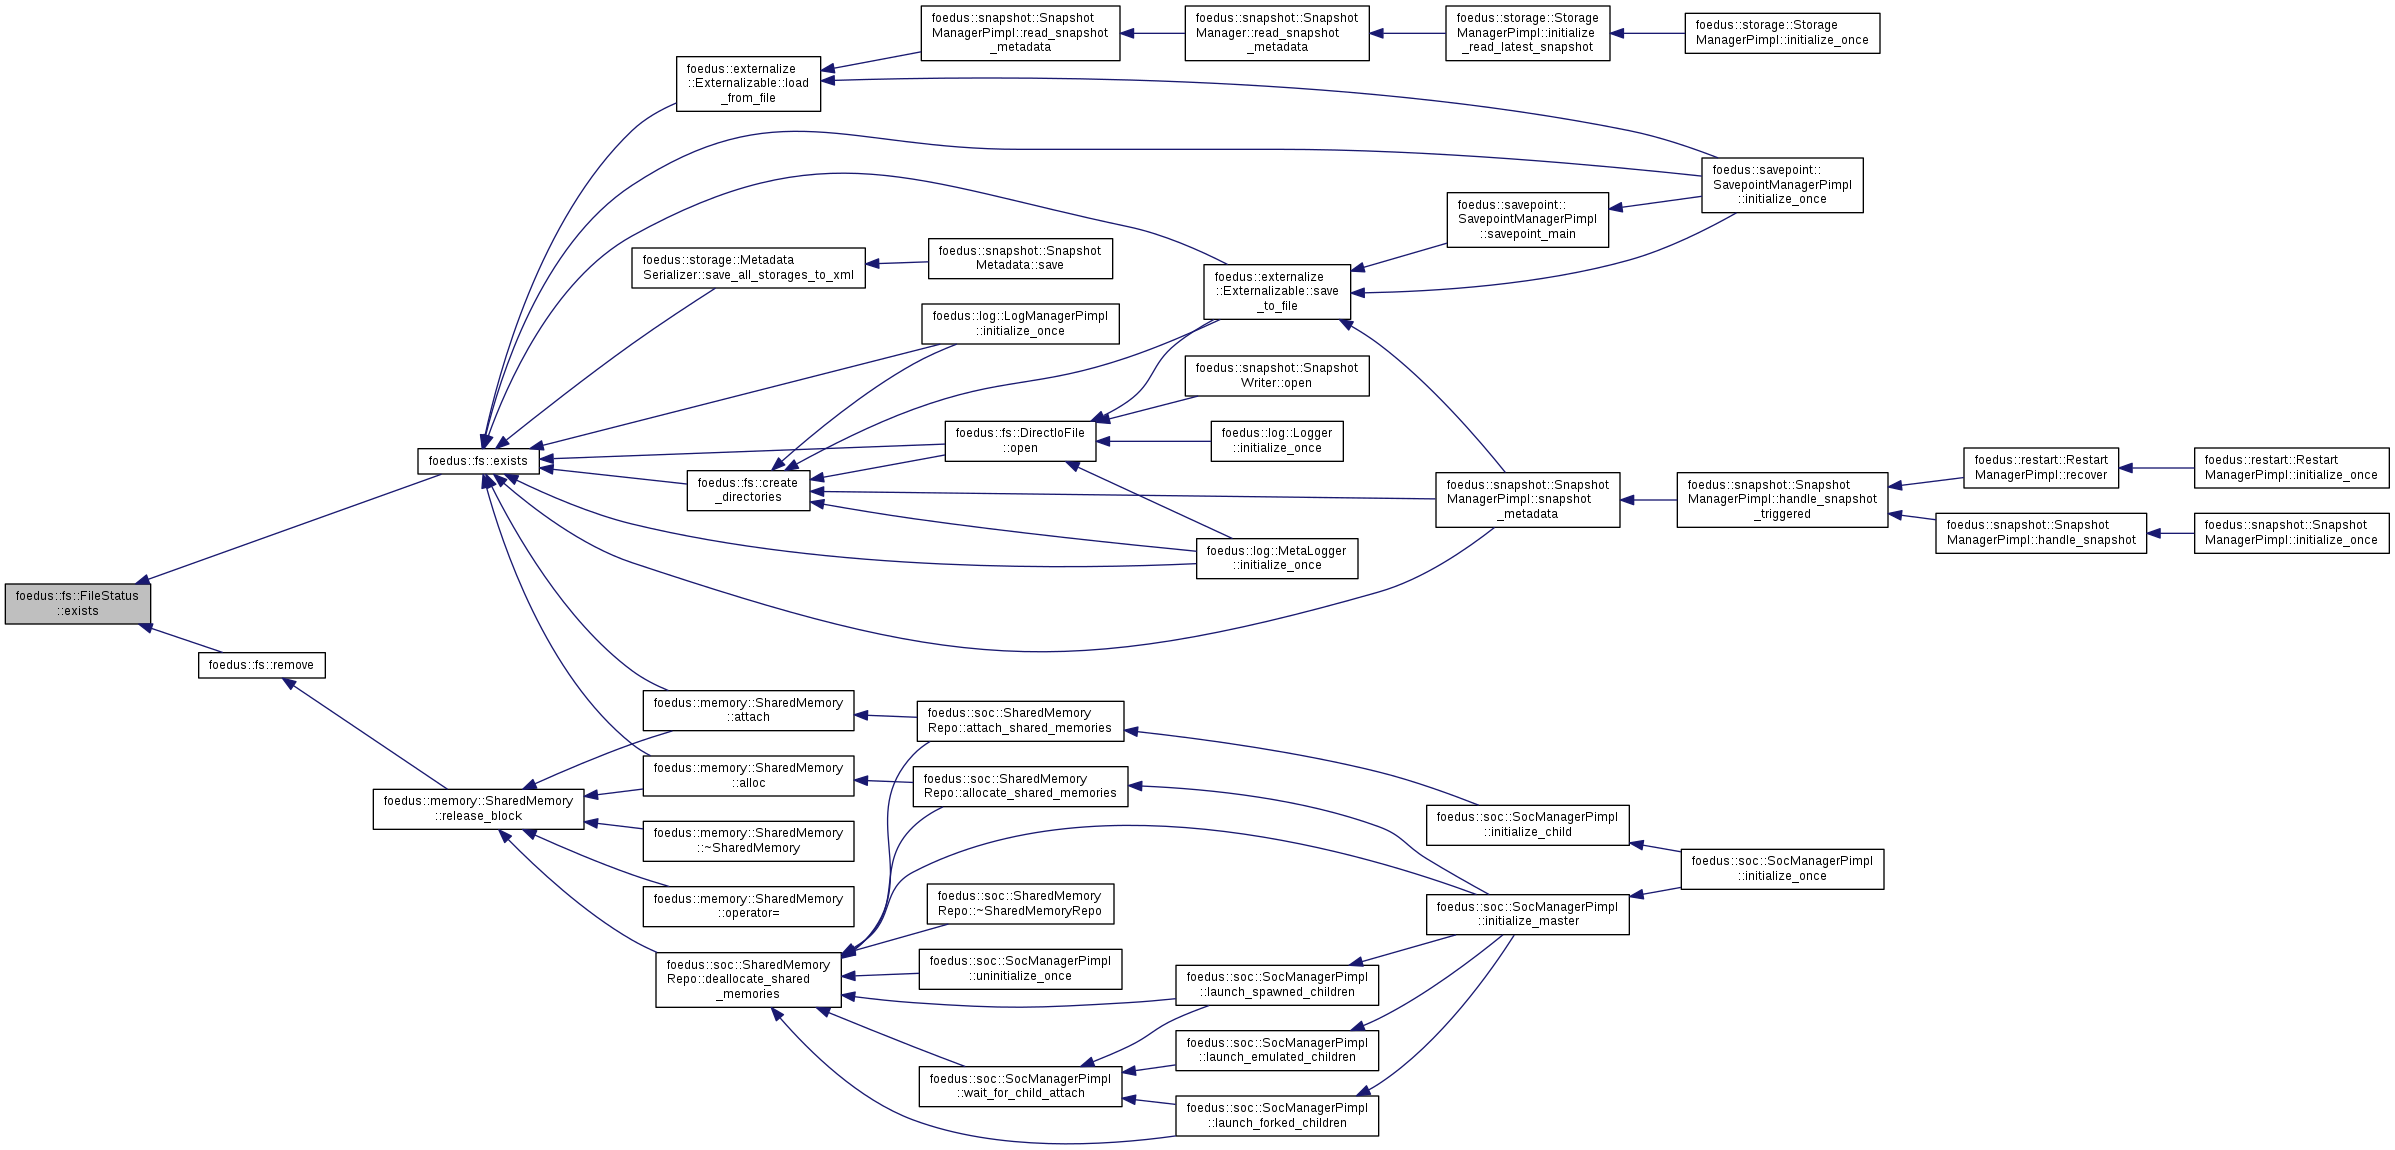 foedus::snapshot::Snapshot
ManagerPimpl::read_snapshot
_metadata
foedus::snapshot::Snapshot
Manager::read_snapshot
_metadata
foedus::storage::Storage
ManagerPimpl::initialize
_read_latest_snapshot
foedus::storage::Storage
ManagerPimpl::initialize_once
foedus::externalize
::Externalizable::load
_from_file
foedus::savepoint::
SavepointManagerPimpl
::initialize_once
foedus::savepoint::
SavepointManagerPimpl
::savepoint_main
foedus::storage::Metadata
Serializer::save_all_storages_to_xml
foedus::snapshot::Snapshot
Metadata::save
foedus::externalize
::Externalizable::save
_to_file
foedus::log::LogManagerPimpl
::initialize_once
foedus::snapshot::Snapshot
Writer::open
foedus::fs::exists
foedus::fs::DirectIoFile
::open
foedus::log::Logger
::initialize_once
foedus::fs::create
_directories
foedus::snapshot::Snapshot
ManagerPimpl::snapshot
_metadata
foedus::snapshot::Snapshot
ManagerPimpl::handle_snapshot
_triggered
foedus::restart::Restart
ManagerPimpl::recover
foedus::restart::Restart
ManagerPimpl::initialize_once
foedus::snapshot::Snapshot
ManagerPimpl::handle_snapshot
foedus::snapshot::Snapshot
ManagerPimpl::initialize_once
foedus::log::MetaLogger
::initialize_once
foedus::fs::FileStatus
::exists
foedus::fs::remove
foedus::memory::SharedMemory
::attach
foedus::soc::SharedMemory
Repo::attach_shared_memories
foedus::memory::SharedMemory
::alloc
foedus::soc::SharedMemory
Repo::allocate_shared_memories
foedus::memory::SharedMemory
::release_block
foedus::memory::SharedMemory
::~SharedMemory
foedus::soc::SocManagerPimpl
::initialize_child
foedus::soc::SocManagerPimpl
::initialize_once
foedus::memory::SharedMemory
::operator=
foedus::soc::SharedMemory
Repo::~SharedMemoryRepo
foedus::soc::SocManagerPimpl
::initialize_master
foedus::soc::SharedMemory
Repo::deallocate_shared
_memories
foedus::soc::SocManagerPimpl
::uninitialize_once
foedus::soc::SocManagerPimpl
::launch_spawned_children
foedus::soc::SocManagerPimpl
::launch_emulated_children
foedus::soc::SocManagerPimpl
::wait_for_child_attach
foedus::soc::SocManagerPimpl
::launch_forked_children